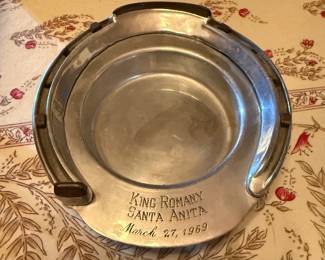 KING ROMANY
SANTA ANITA
March 27, 1969